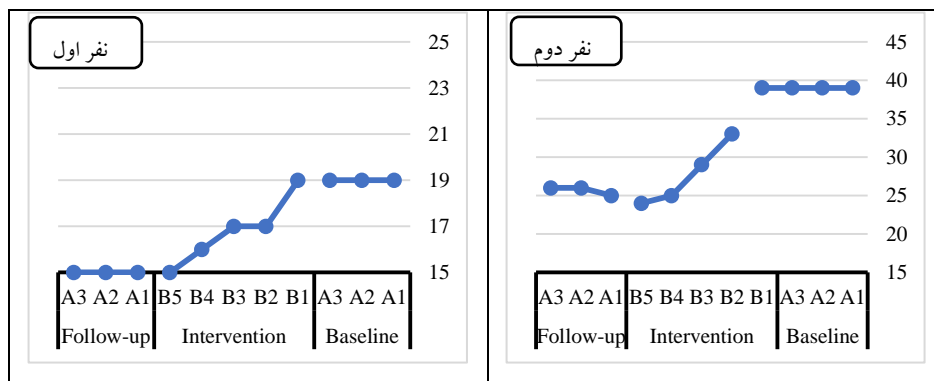 نفر اول
25
23
21
19
17
15
A3 A2 A1 B5 B4 B3 B2 B1 A3 A2 A1
Follow-up Intervention Baseline
نفر دوم
45
40
35
30
25
20
15
A3 A2 A1 B5 B4 B3 B2 B1 A3 A2 A1
Follow-up Intervention Baseline